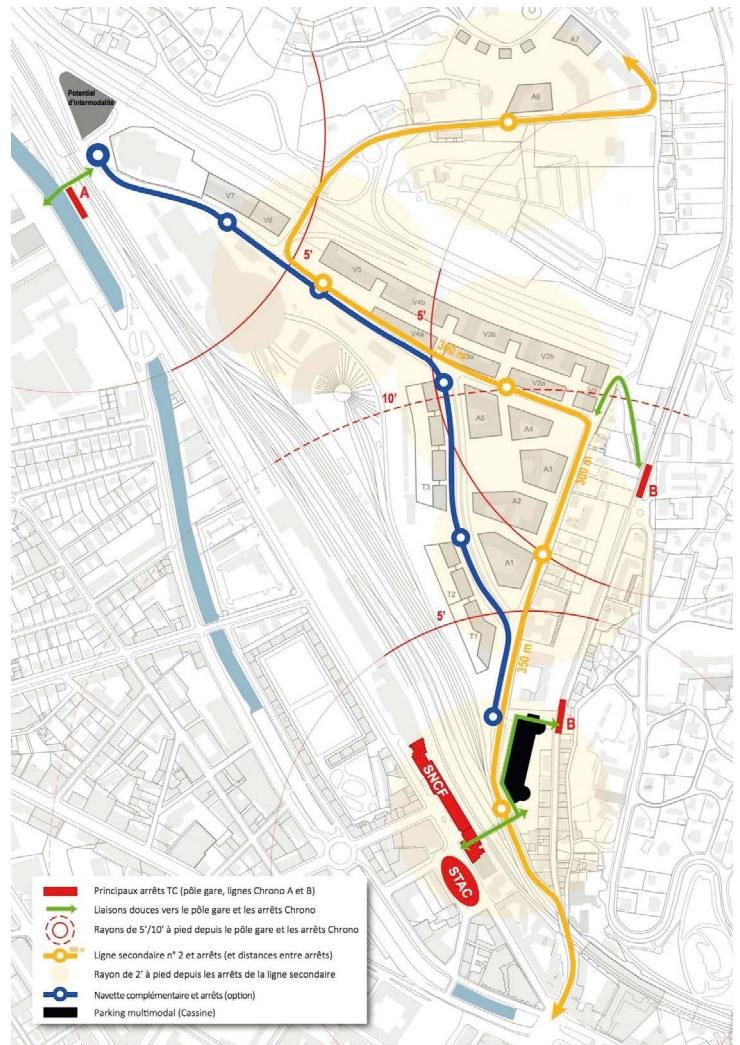 A7
A6
Potentiel
d'intermodalité
A
V7
V6
5'
V5
V4b
5'
V4a
V3b
300 m
V3a
V2b
V2a
V1
10'
A5
A4
A3
300 m
B
T3
A2
A1
T2
T1
5'
350 m
B
SNCF
STAC
Principaux arrêts TC (pôle gare, lignes Chrono A et B)
Liaisons douces vers le pôle gare et les arrêts Chrono
Rayons de 5'/10' à pied depuis le pôle gare et les arrêts Chrono
300 m
Ligne secondaire n° 2 et arrêts (et distances entre arrêts)
Rayon de 2' à pied depuis les arrêts de la ligne secondaire
Navette complémentaire et arrêts (option)
Parking multimodal (Cassine)